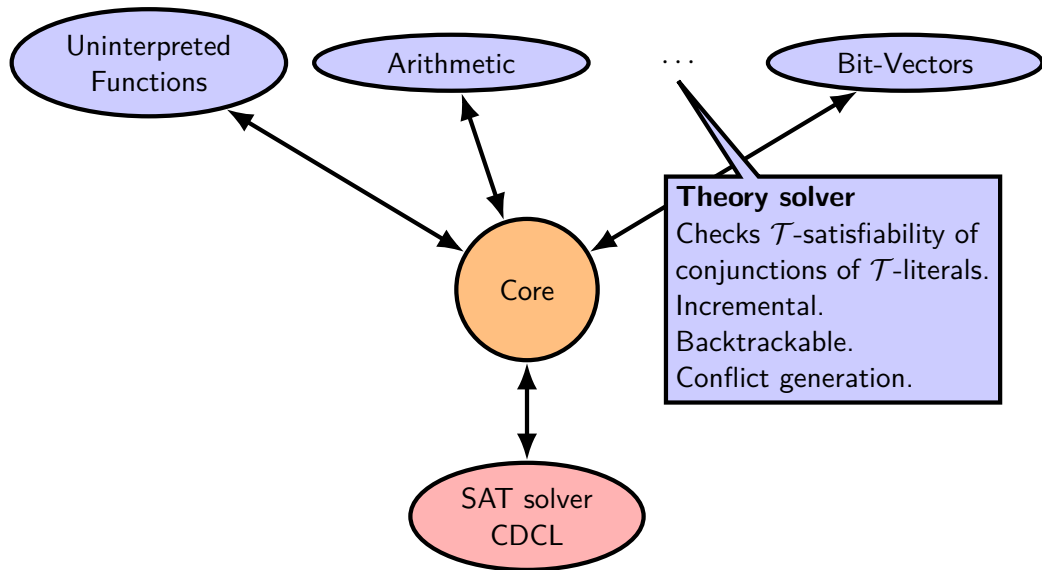 Uninterpreted
Functions
Arithmetic
...
Bit-Vectors
Theory solver
Checks 𝒯-satisfiability of
conjunctions of 𝒯-literals.
Incremental.
Backtrackable.
Conflict generation.
Core
SAT solver
CDCL